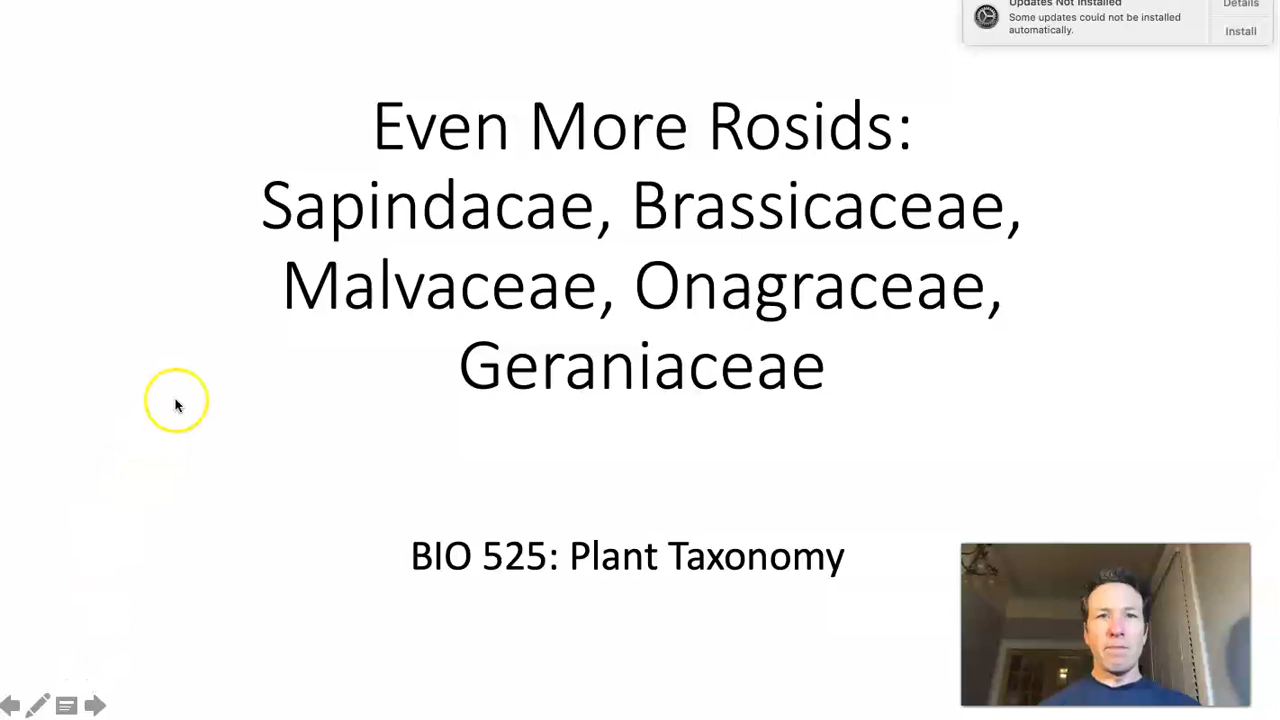 Updates Not Installed
Some updates could not be installed
automatically.
Details
Install
Even More Rosids:
Sapindacae, Brassicaceae,
Malvaceae, Onagraceae,
Geraniaceae
BIO 525: Plant Taxonomy